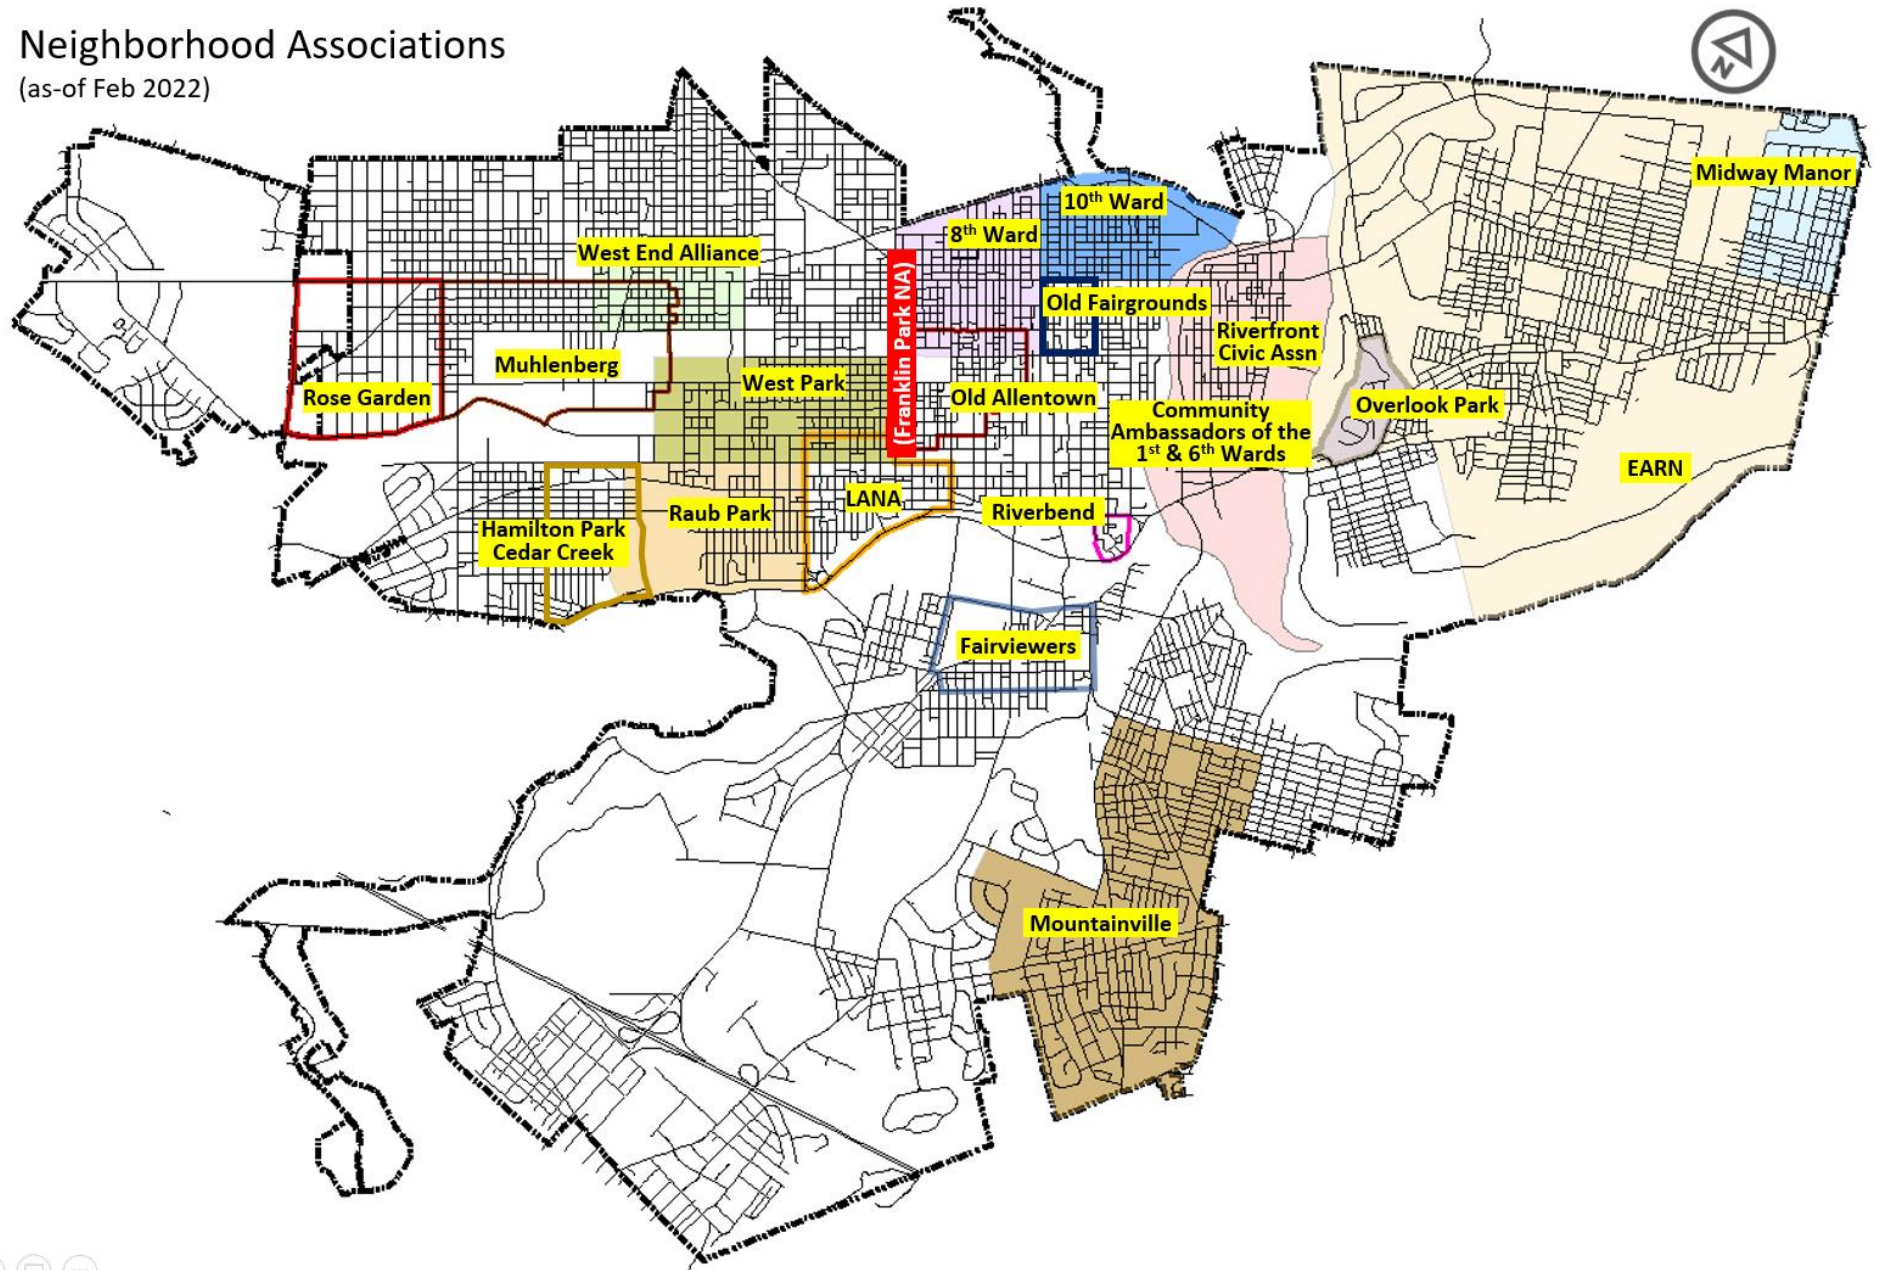 Neighborhood Associations
(as-of Feb 2022)
N
Midway Manor
10th Ward
8th Ward
West End Alliance
(Franklin Park NA)
Old Fairgrounds
Riverfront
Civic Assn
Muhlenberg
West Park
Rose Garden
Old Allentown
Overlook Park
Community
Ambassadors of the
1st & 6th Wards
EARN
LANA
Raub Park
Riverbend
Hamilton Park
Cedar Creek
Fairviewers
Mountainville